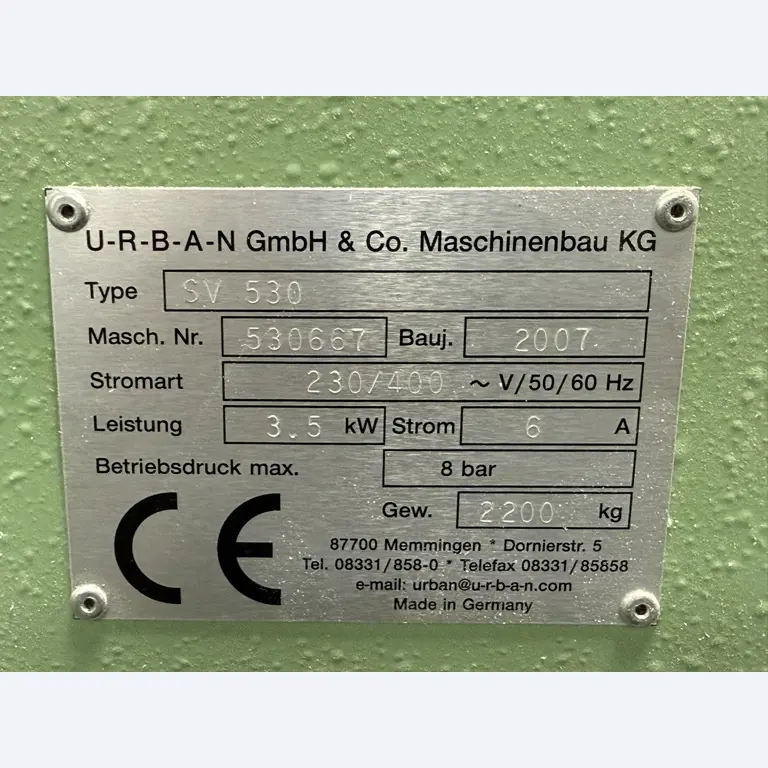 U-R-B-A-N GmbH & Co. Maschinenbau KG
Type SV 530
Masch. Nr. 530667 Bauj. 2007
Stromart 230/400 ~ V/50/60 Hz
Leistung 3.5 kW Strom 6 A
Betriebsdruck max. 8 bar
Gew. 2200 kg
CE
87700 Memmingen * Dornierstr. 5
Tel. 08331/858-0 * Telefax 08331/85858
e-mail: urban@u-r-b-a-n.com
Made in Germany